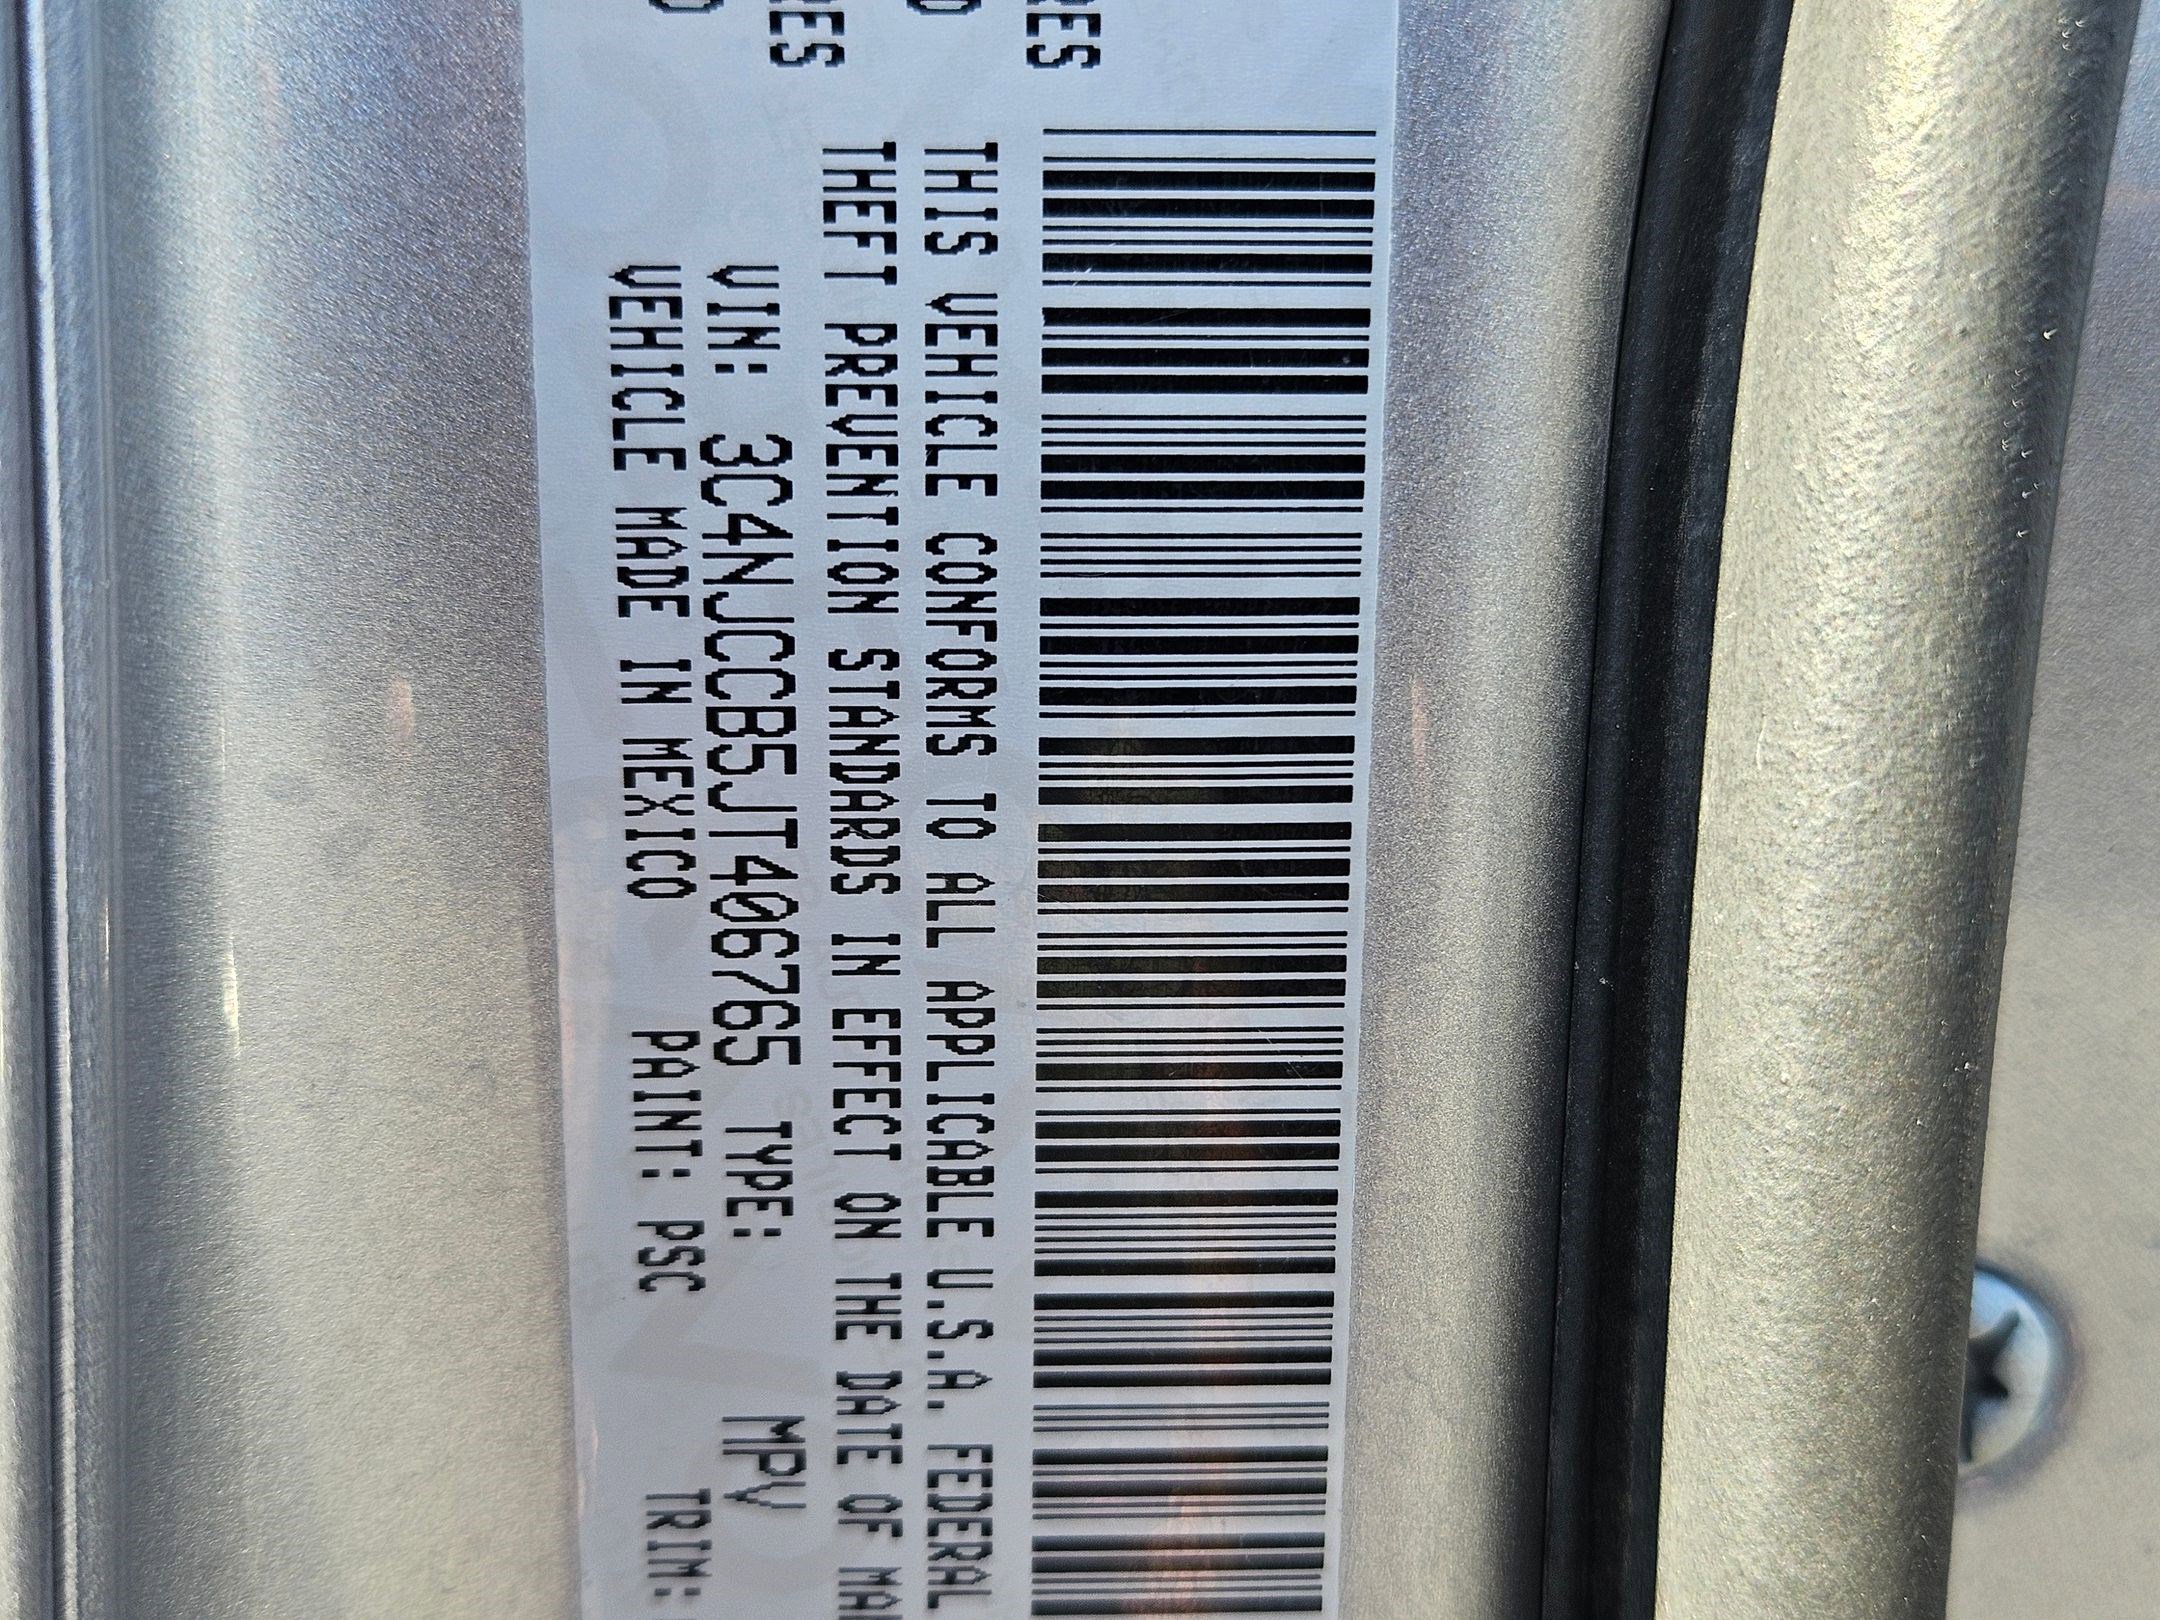 THIS VEHICLE CONFORMS TO ALL APPLICABLE U.S.A. FEDERAL
THEFT PREVENTION STANDARDS IN EFFECT ON THE DATE OF
VIN: 3C4NJCCB5JT406765 TYPE: MPV
VEHICLE MADE IN MEXICO PAINT: PSC TRIM: